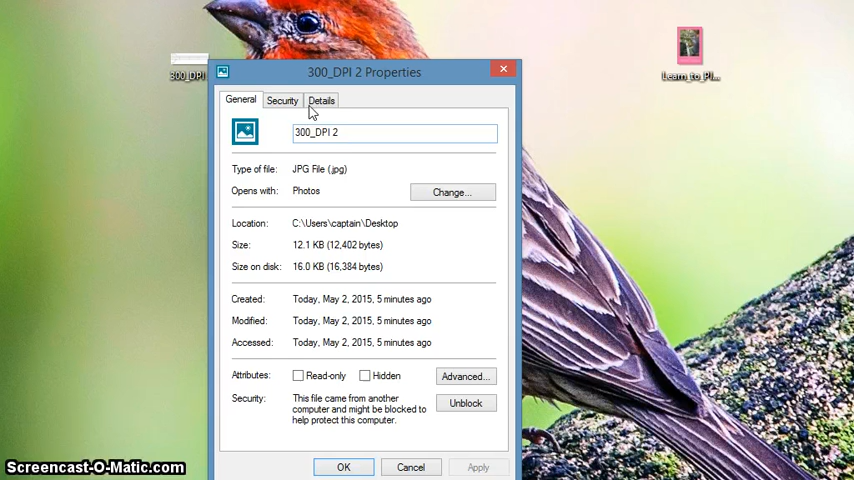 300_DPI
Learn_to_Pl...
300_DPI 2 Properties
General Security Details
300_DPI 2
Type of file: JPG File (.jpg)
Opens with: Photos Change...
Location: C:\Users\captain\Desktop
Size: 12.1 KB (12,402 bytes)
Size on disk: 16.0 KB (16,384 bytes)
Created: Today, May 2, 2015, 5 minutes ago
Modified: Today, May 2, 2015, 5 minutes ago
Accessed: Today, May 2, 2015, 5 minutes ago
Attributes: Read-only Hidden Advanced...
Security: This file came from another
computer and might be blocked to
help protect this computer.
Unblock
OK Cancel Apply
Screencast-O-Matic.com